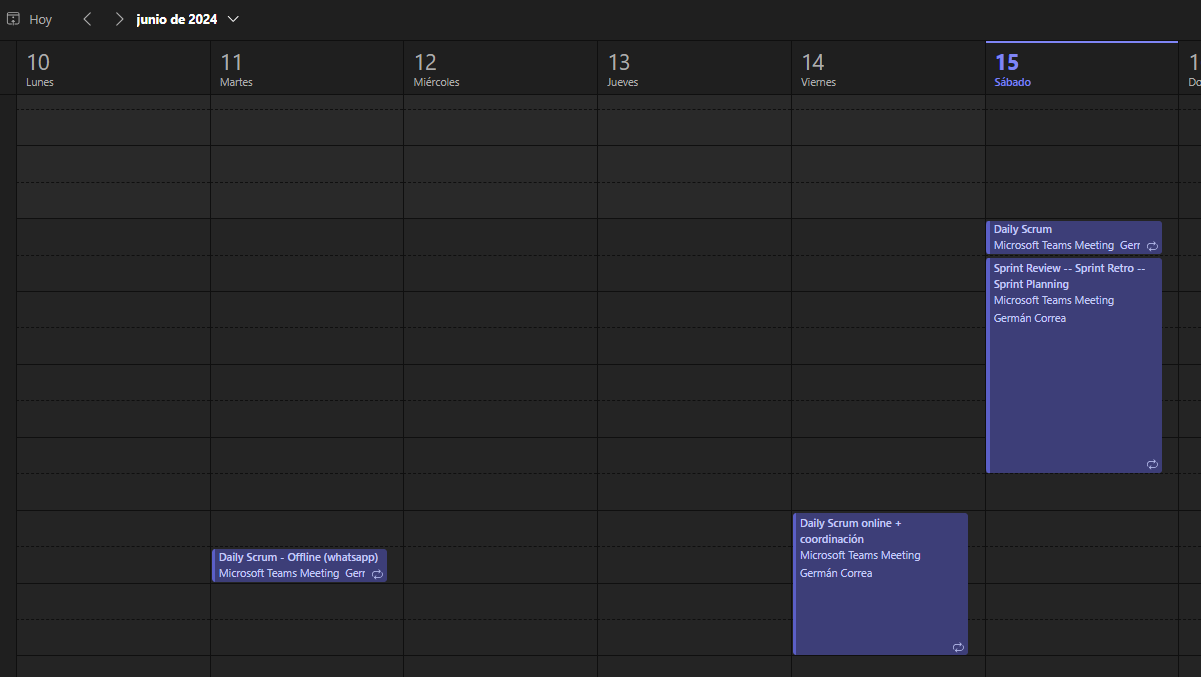 Hoy
junio de 2024
10
Lunes
11
Martes
12
Miércoles
13
Jueves
14
Viernes
15
Sábado
1
Do
Daily Scrum
Microsoft Teams Meeting Gerr
Sprint Review -- Sprint Retro --
Sprint Planning
Microsoft Teams Meeting
Germán Correa
Daily Scrum online +
coordinación
Microsoft Teams Meeting
Germán Correa
Daily Scrum - Offline (whatsapp)
Microsoft Teams Meeting Gerr